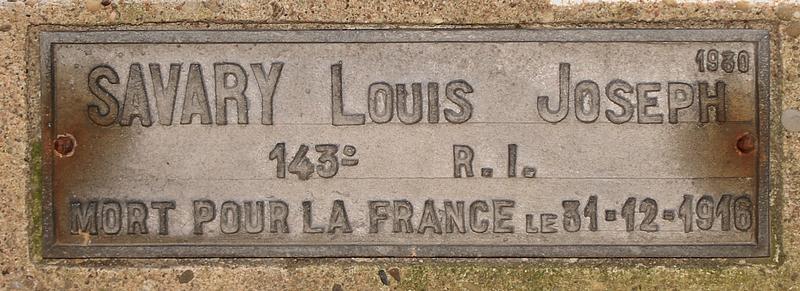 1930
SAVARY LOUIS JOSEPH
143e R.I.
MORT POUR LA FRANCE LE 31-12-1916